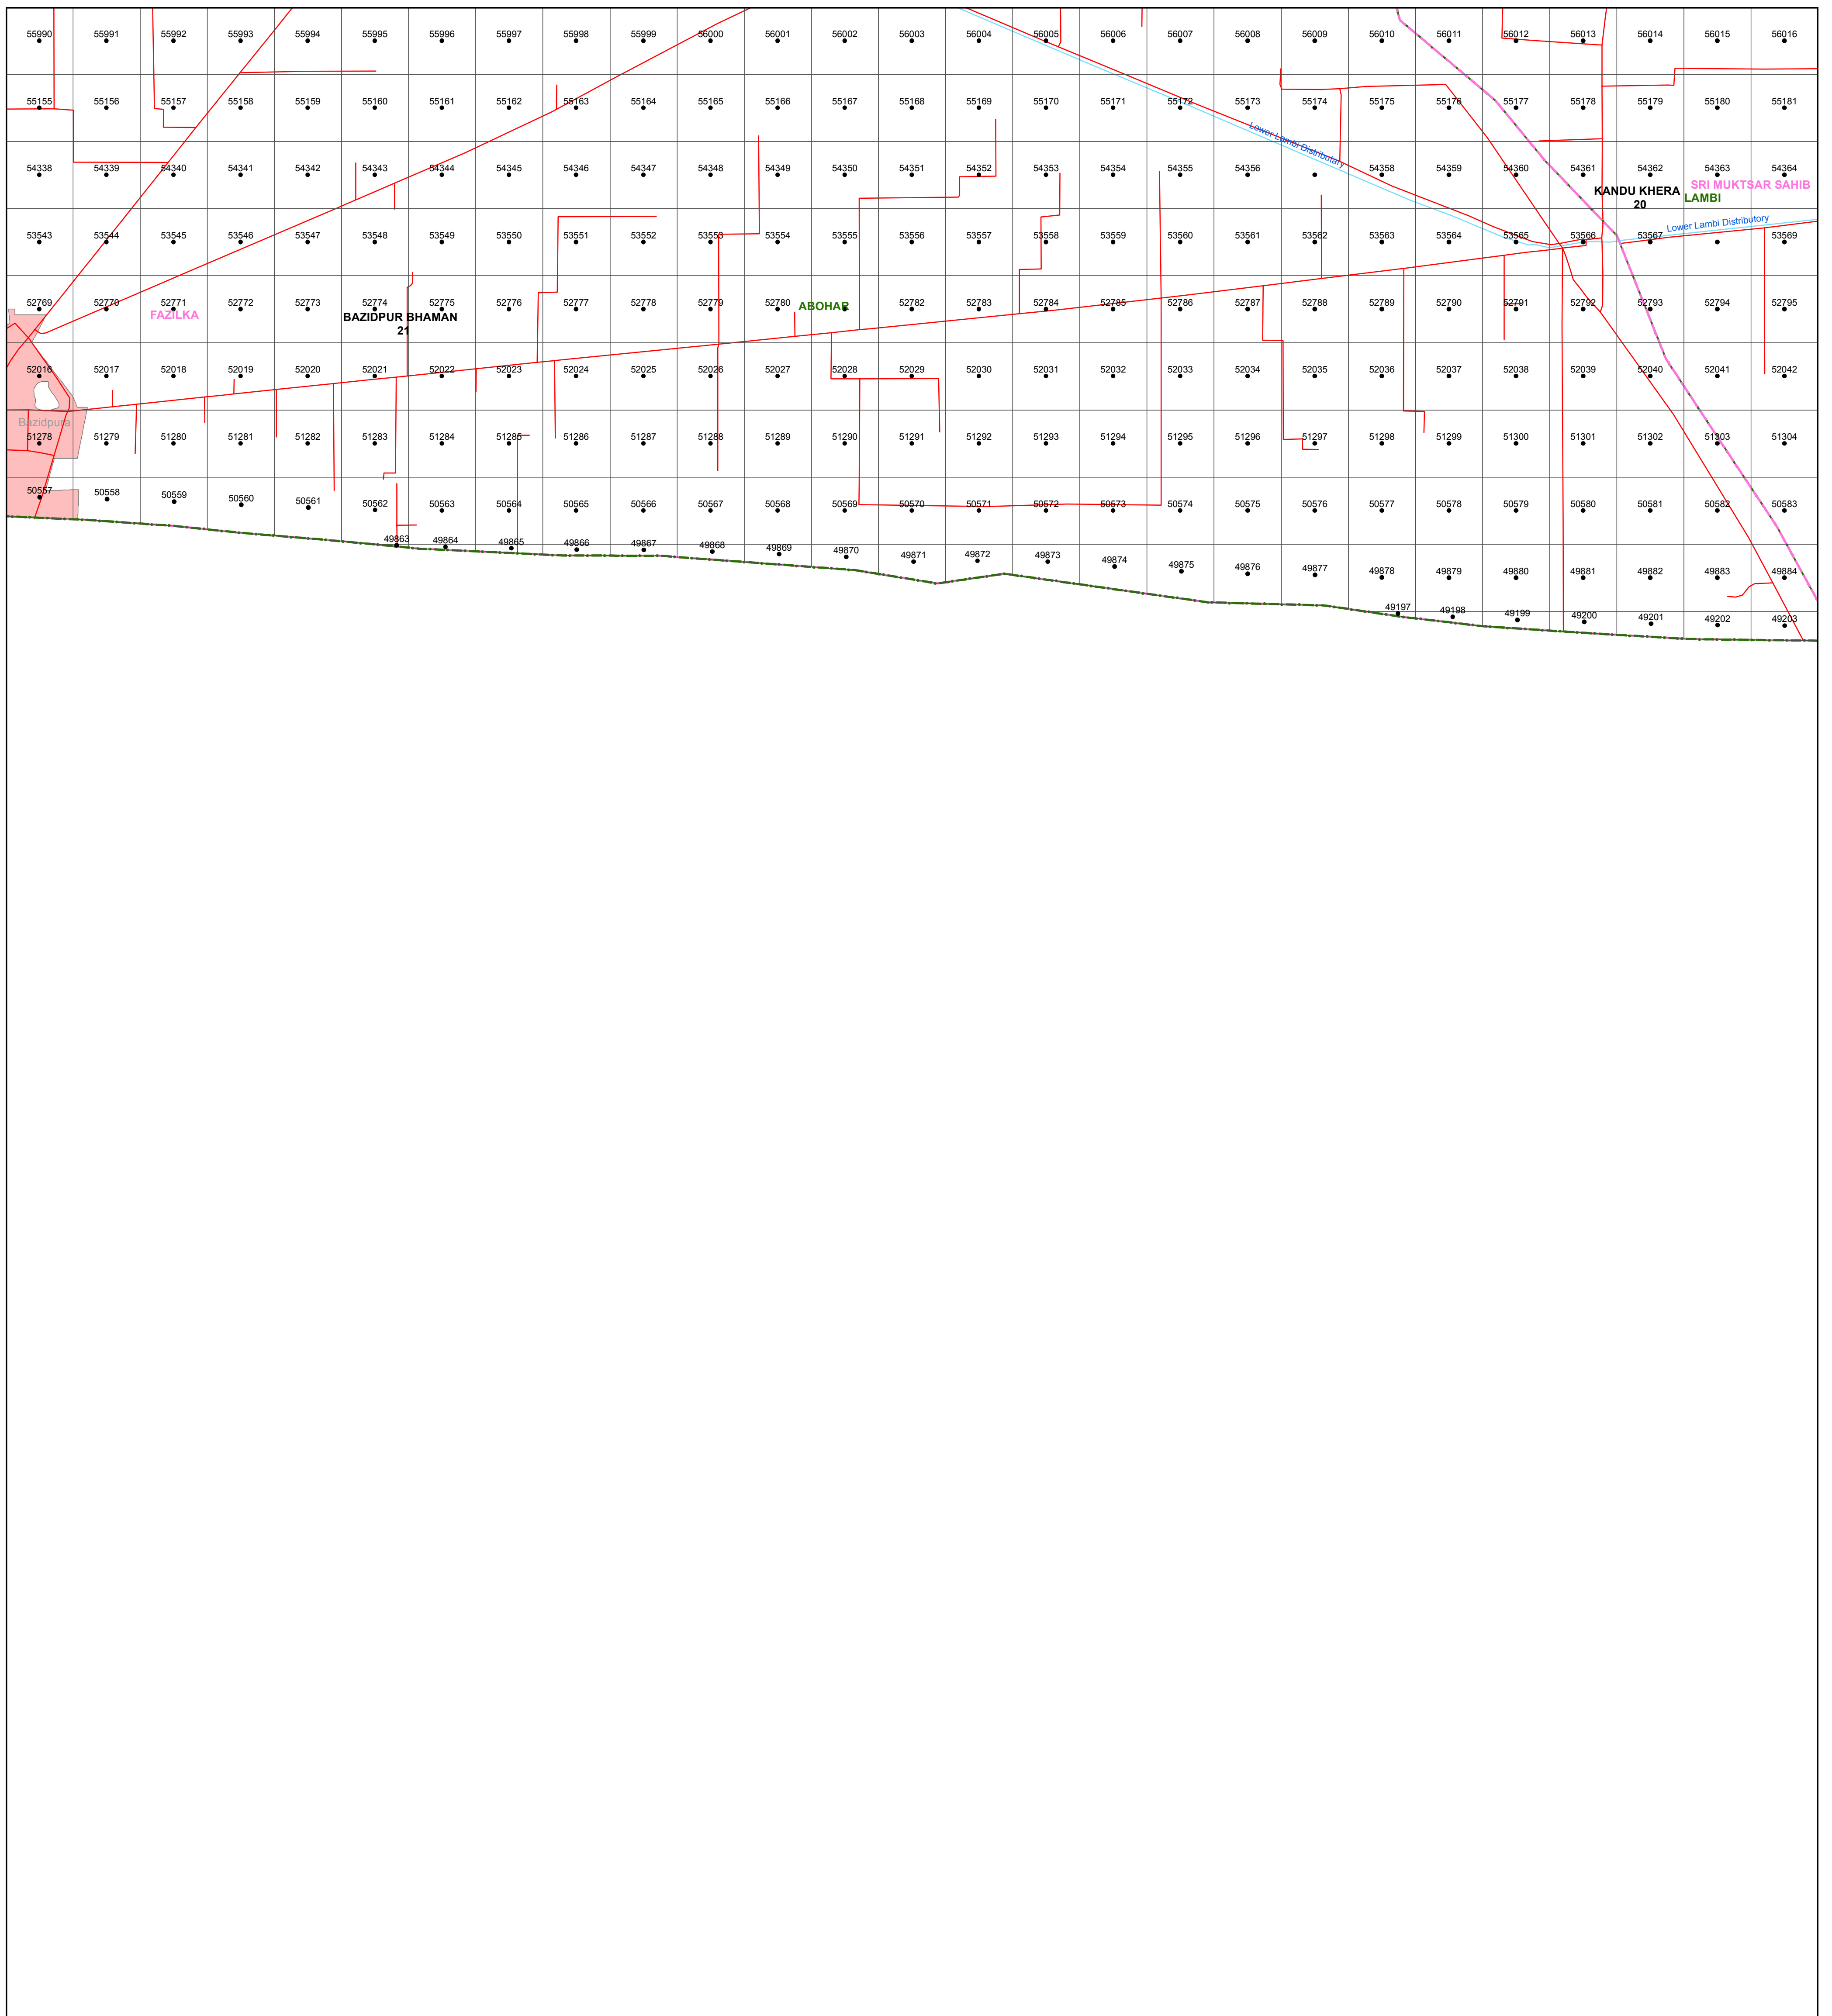 55990 55991 55992 55993 55994 55995 55996 55997 55998 55999 56000 56001 56002 56003 56004 56005 56006 56007 56008 56009 56010 56011 56012 56013 56014 56015 56016
55155 55156 55157 55158 55159 55160 55161 55162 55163 55164 55165 55166 55167 55168 55169 55170 55171 55172 55173 55174 55175 55176 55177 55178 55179 55180 55181
Lower Lambi Distributary
54338 54339 54340 54341 54342 54343 54344 54345 54346 54347 54348 54349 54350 54351 54352 54353 54354 54355 54356 54358 54359 54360 54361 54362 54363 54364
KANDU KHERA
20
SRI MUKTSAR SAHIB
LAMBI
Lower Lambi Distributory
53543 53544 53545 53546 53547 53548 53549 53550 53551 53552 53553 53554 53555 53556 53557 53558 53559 53560 53561 53562 53563 53564 53565 53566 53567 53569
52769 52770 52771 52772 52773 52774 52775 52776 52777 52778 52779 52780 52782 52783 52784 52785 52786 52787 52788 52789 52790 52791 52792 52793 52794 52795
FAZILKA
BAZIDPUR BHAMAN
21
ABOHAR
52016 52017 52018 52019 52020 52021 52022 52023 52024 52025 52026 52027 52028 52029 52030 52031 52032 52033 52034 52035 52036 52037 52038 52039 52040 52041 52042
Bazidpura
51278 51279 51280 51281 51282 51283 51284 51285 51286 51287 51288 51289 51290 51291 51292 51293 51294 51295 51296 51297 51298 51299 51300 51301 51302 51303 51304
50557 50558 50559 50560 50561 50562 50563 50564 50565 50566 50567 50568 50569 50570 50571 50572 50573 50574 50575 50576 50577 50578 50579 50580 50581 50582 50583
49863 49864 49865 49866 49867 49868 49869 49870 49871 49872 49873 49874 49875 49876 49877 49878 49879 49880 49881 49882 49883 49884
49197 49198 49199 49200 49201 49202 49203